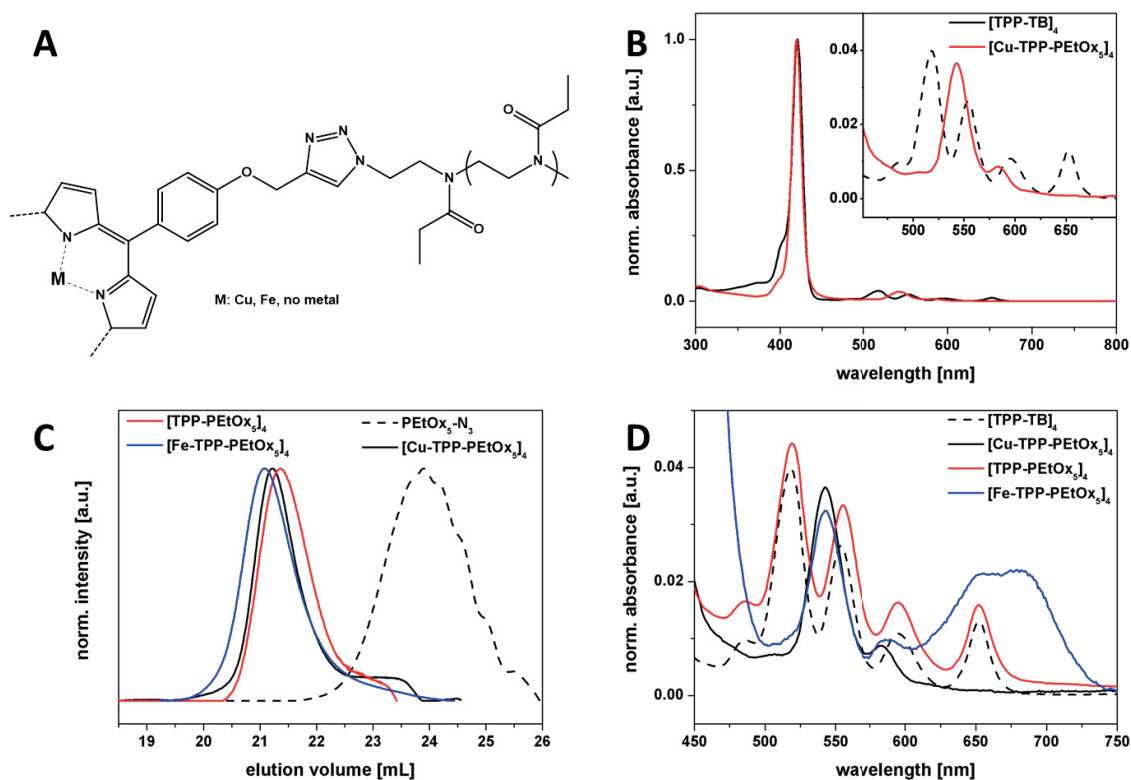 A
N
N
N
O
N
O
N
O
N
N
M
M: Cu, Fe, no metal
B
[TPP-TB]₄
[Cu-TPP-PEtOx₅]₄
norm. absorbance [a.u.]
1.0
0.5
0.0
0.04
0.02
0.00
500 550 600 650
300 400 500 600 700 800
wavelength [nm]
C
[TPP-PEtOx₅]₄
[Fe-TPP-PEtOx₅]₄
PEtOx₅-N₃
[Cu-TPP-PEtOx₅]₄
norm. intensity [a.u.]
19 20 21 22 23 24 25 26
elution volume [mL]
D
[TPP-TB]₄
[Cu-TPP-PEtOx₅]₄
[TPP-PEtOx₅]₄
[Fe-TPP-PEtOx₅]₄
norm. absorbance [a.u.]
0.04
0.02
0.00
450 500 550 600 650 700 750
wavelength [nm]